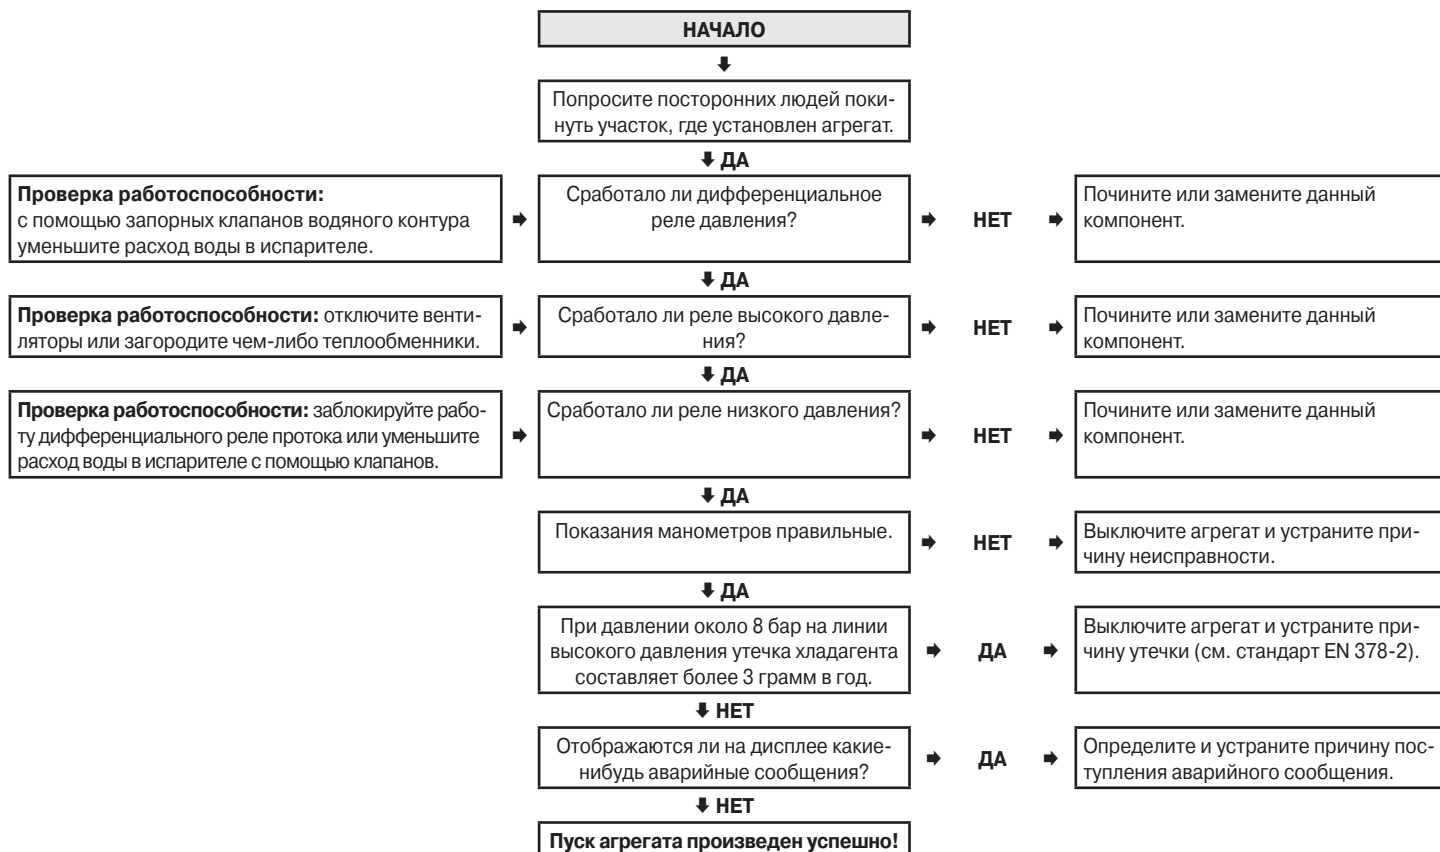 НАЧАЛО
Попросите посторонних людей поки-
нуть участок, где установлен агрегат.
ДА
Проверка работоспособности:
с помощью запорных клапанов водяного контура
уменьшите расход воды в испарителе.
Сработало ли дифференциальное
реле давления?
НЕТ
Почините или замените данный
компонент.
ДА
Проверка работоспособности: отключите венти-
ляторы или загородите чем-либо теплообменники.
Сработало ли реле высокого давле-
ния?
НЕТ
Почините или замените данный
компонент.
ДА
Проверка работоспособности: заблокируйте рабо-
ту дифференциального реле протока или уменьшите
расход воды в испарителе с помощью клапанов.
Сработало ли реле низкого давления?
НЕТ
Почините или замените данный
компонент.
ДА
Показания манометров правильные.
НЕТ
Выключите агрегат и устраните при-
чину неисправности.
ДА
При давлении около 8 бар на линии
высокого давления утечка хладагента
составляет более 3 грамм в год.
ДА
Выключите агрегат и устраните при-
чину утечки (см. стандарт EN 378-2).
НЕТ
Отображаются ли на дисплее какие-
нибудь аварийные сообщения?
ДА
Определите и устраните причину пос-
тупления аварийного сообщения.
НЕТ
Пуск агрегата произведен успешно!